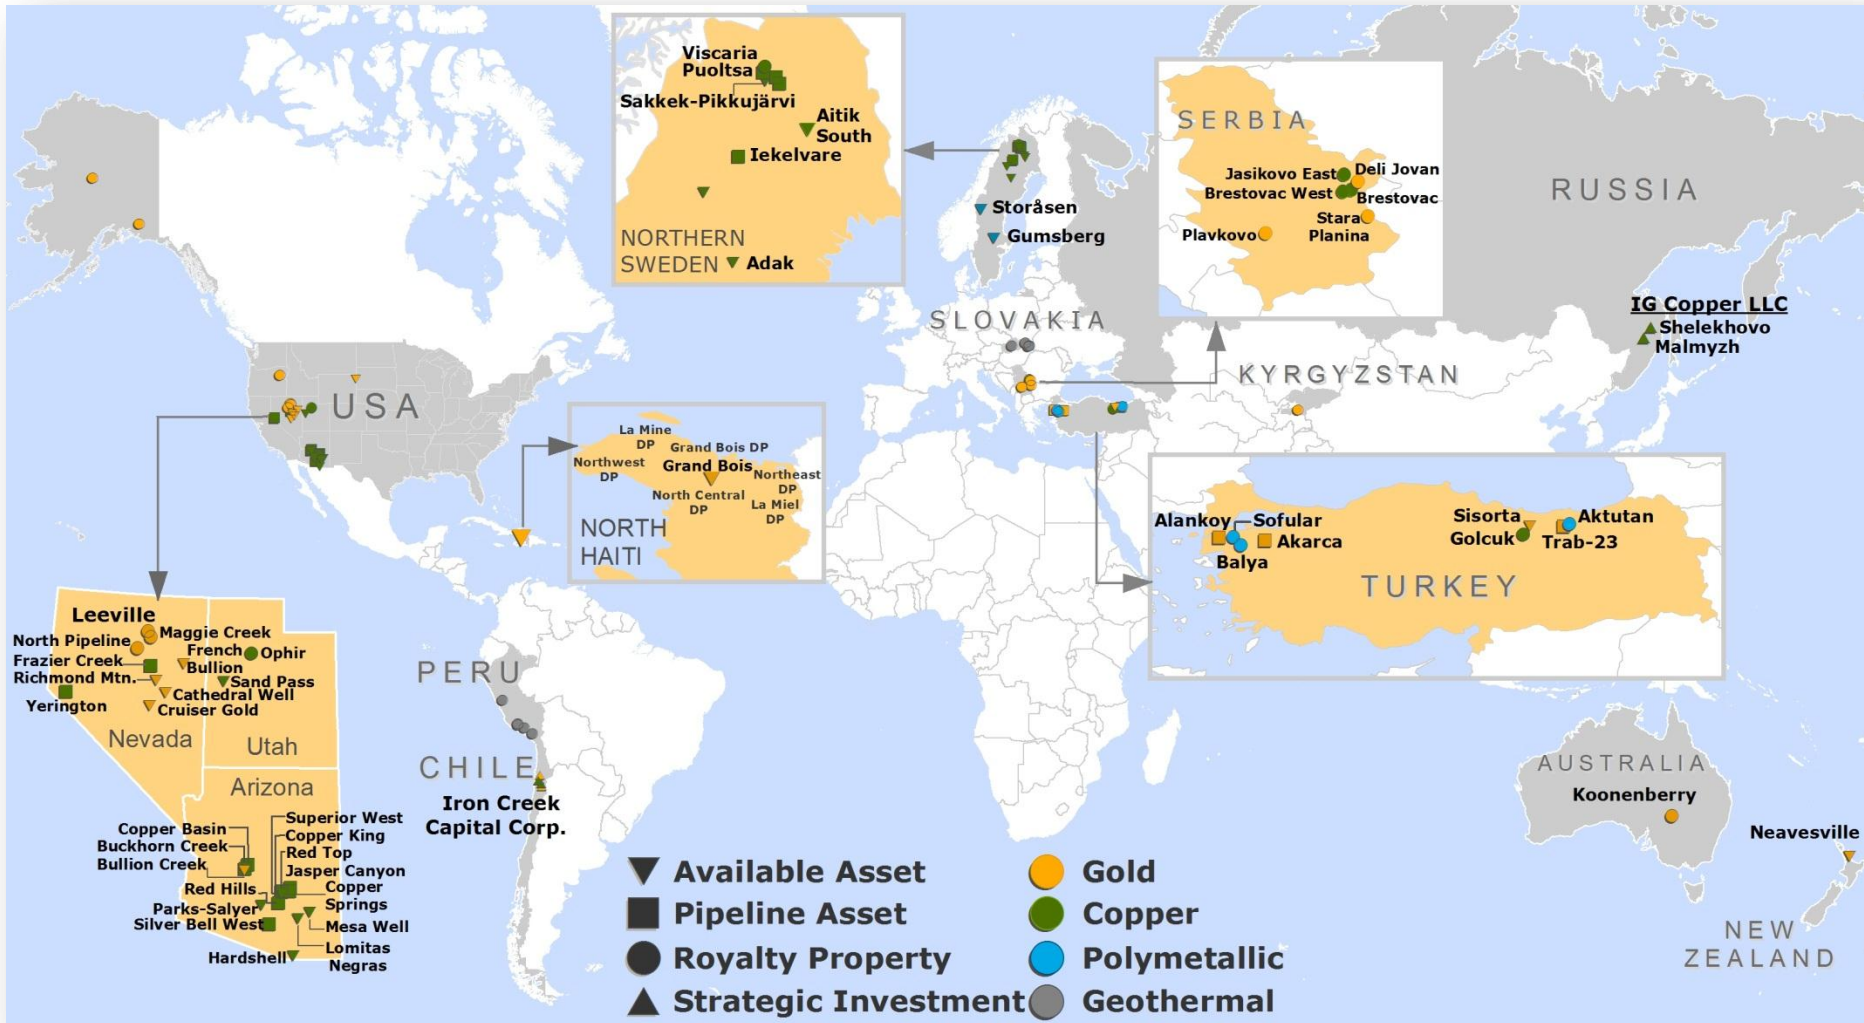 Viscaria
Puoltsa
Sakkek-Pikkujärvi
Aitik
South
Iekelvare
NORTHERN
SWEDEN
Adak
Storåsen
Gumsberg
SERBIA
Jasikovo East
Deli Jovan
Brestovac West
Brestovac
Stara
Planina
Plavkovo
RUSSIA
IG Copper LLC
Shelekhovo
Malmyzh
SLOVAKIA
KYRGYZSTAN
USA
La Mine
DP
Grand Bois DP
Northwest
DP
Grand Bois
Northeast
DP
North Central
DP
La Miel
DP
NORTH
HAITI
Alankoy
Sofular
Akarca
Balya
Sisorta
Golcuk
Aktutan
Trab-23
TURKEY
Leeville
North Pipeline
Maggie Creek
French
Bullion
Ophir
Frazier Creek
Richmond Mtn.
Sand Pass
Cathedral Well
Yerington
Cruiser Gold
Nevada
Utah
Arizona
Superior West
Copper Basin
Copper King
Buckhorn Creek
Red Top
Bullion Creek
Jasper Canyon
Red Hills
Copper
Springs
Parks-Salyer
Silver Bell West
Mesa Well
Lomitas
Negras
Hardshell
PERU
CHILE
Iron Creek
Capital Corp.
AUSTRALIA
Koonenberry
Neavesville
NEW
ZEALAND
Available Asset
Gold
Pipeline Asset
Copper
Royalty Property
Polymetallic
Strategic Investment
Geothermal